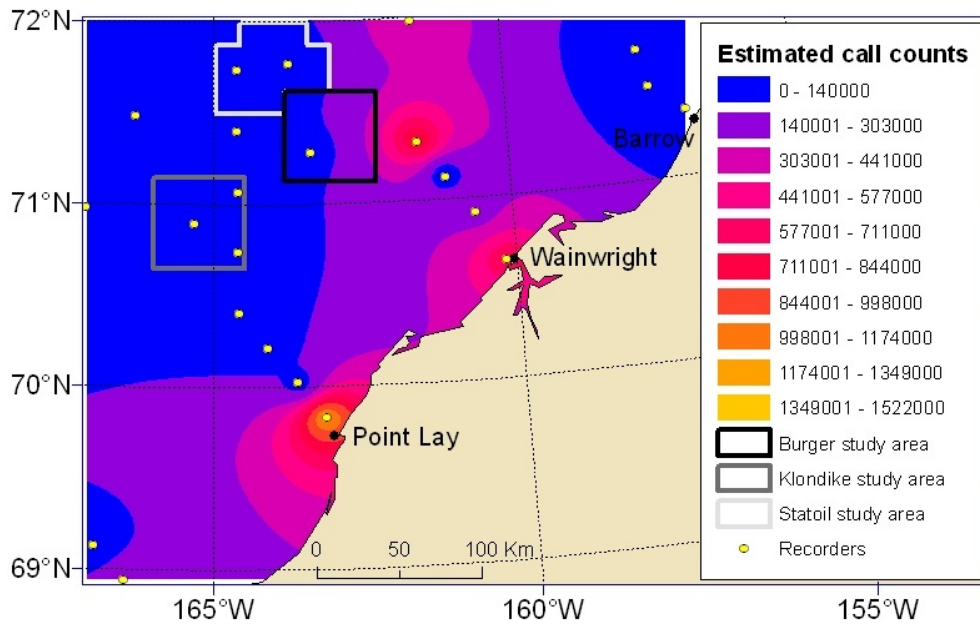 72°N
71°N
70°N
69°N
165°W
160°W
155°W
Barrow
Wainwright
Point Lay
0 50 100 Km
Estimated call counts
0 - 140000
140001 - 303000
303001 - 441000
441001 - 577000
577001 - 711000
711001 - 844000
844001 - 998000
998001 - 1174000
1174001 - 1349000
1349001 - 1522000
Burger study area
Klondike study area
Statoil study area
Recorders